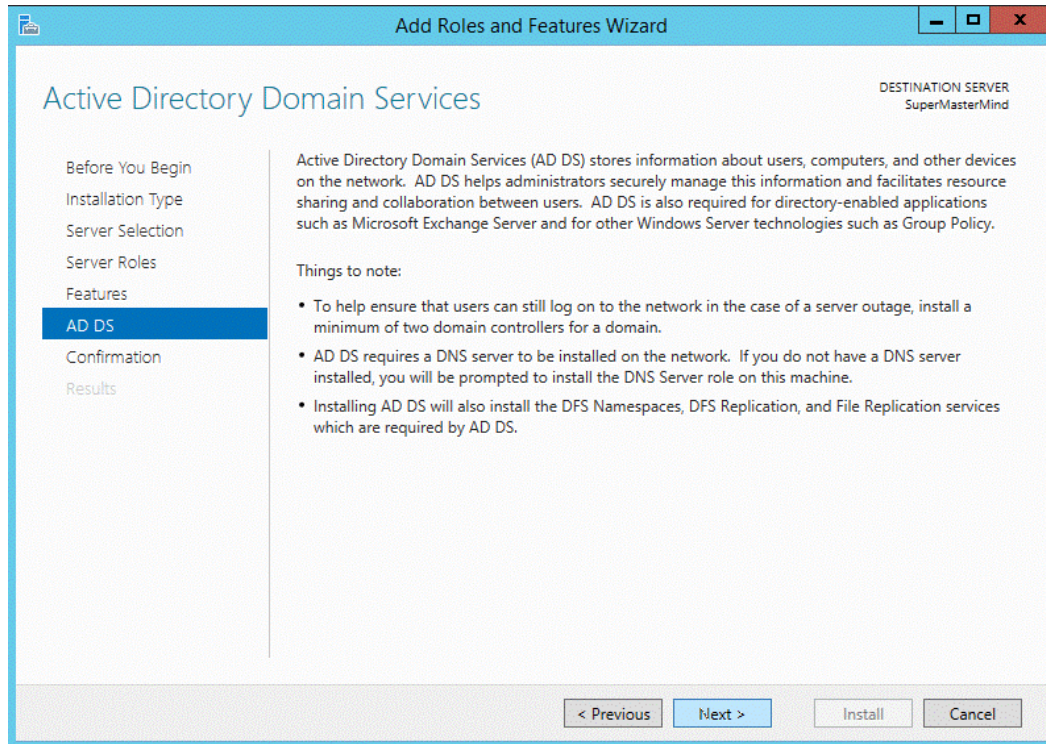 Add Roles and Features Wizard
Active Directory Domain Services
DESTINATION SERVER
SuperMasterMind
Before You Begin
Installation Type
Server Selection
Server Roles
Features
AD DS
Confirmation
Results
Active Directory Domain Services (AD DS) stores information about users, computers, and other devices
on the network.  AD DS helps administrators securely manage this information and facilitates resource
sharing and collaboration between users.  AD DS is also required for directory-enabled applications
such as Microsoft Exchange Server and for other Windows Server technologies such as Group Policy.
Things to note:
• To help ensure that users can still log on to the network in the case of a server outage, install a
minimum of two domain controllers for a domain.
• AD DS requires a DNS server to be installed on the network.  If you do not have a DNS server
installed, you will be prompted to install the DNS Server role on this machine.
• Installing AD DS will also install the DFS Namespaces, DFS Replication, and File Replication services
which are required by AD DS.
< Previous
Next >
Install
Cancel